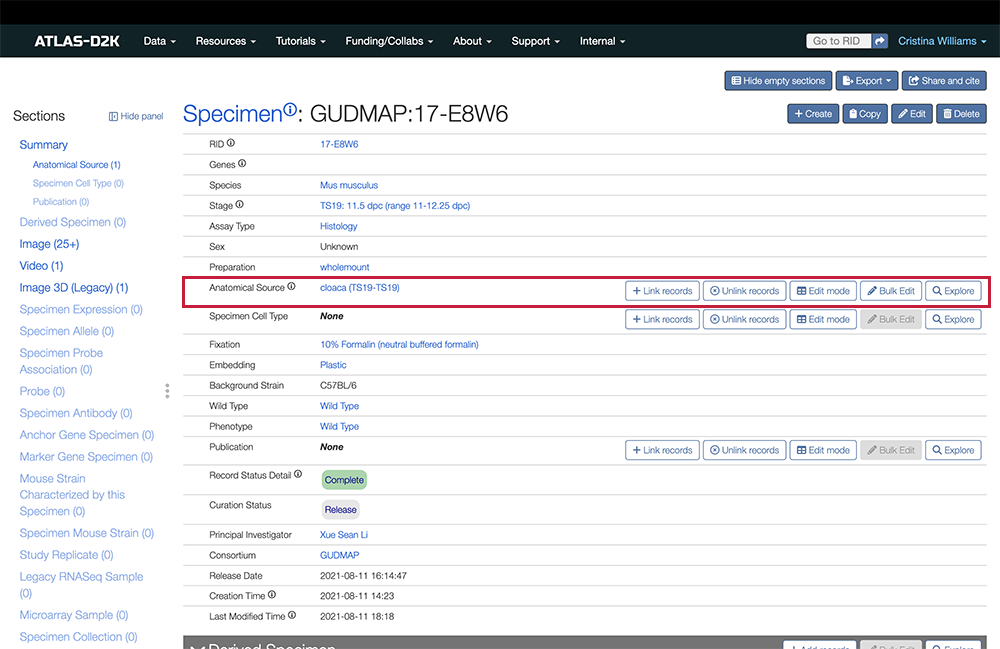 ATLAS-D2K Data Resources Tutorials Funding/Collabs About Support Internal Go to RID Cristina Williams
Hide empty sections Export Share and cite
Sections Hide panel
Specimen: GUDMAP:17-E8W6
Create Copy Edit Delete
Summary
Anatomical Source (1)
Specimen Cell Type (0)
Publication (0)
Derived Specimen (0)
Image (25+)
Video (1)
Image 3D (Legacy) (1)
Specimen Expression (0)
Specimen Allele (0)
Specimen Probe
Association (0)
Probe (0)
Specimen Antibody (0)
Anchor Gene Specimen (0)
Marker Gene Specimen (0)
Mouse Strain
Characterized by this
Specimen (0)
Specimen Mouse Strain (0)
Study Replicate (0)
Legacy RNASeq Sample
(0)
Microarray Sample (0)
Specimen Collection (0)
RID 17-E8W6
Genes
Species Mus musculus
Stage TS19: 11.5 dpc (range 11-12.25 dpc)
Assay Type Histology
Sex Unknown
Preparation wholemount
Anatomical Source cloaca (TS19-TS19) Link records Unlink records Edit mode Bulk Edit Explore
Specimen Cell Type None Link records Unlink records Edit mode Bulk Edit Explore
Fixation 10% Formalin (neutral buffered formalin)
Embedding Plastic
Background Strain C57BL/6
Wild Type Wild Type
Phenotype Wild Type
Publication None Link records Unlink records Edit mode Bulk Edit Explore
Record Status Detail Complete
Curation Status Release
Principal Investigator Xue Sean Li
Consortium GUDMAP
Release Date 2021-08-11 16:14:47
Creation Time 2021-08-11 14:23
Last Modified Time 2021-08-11 18:18
Derived Specimen Add records Bulk Edit Explore